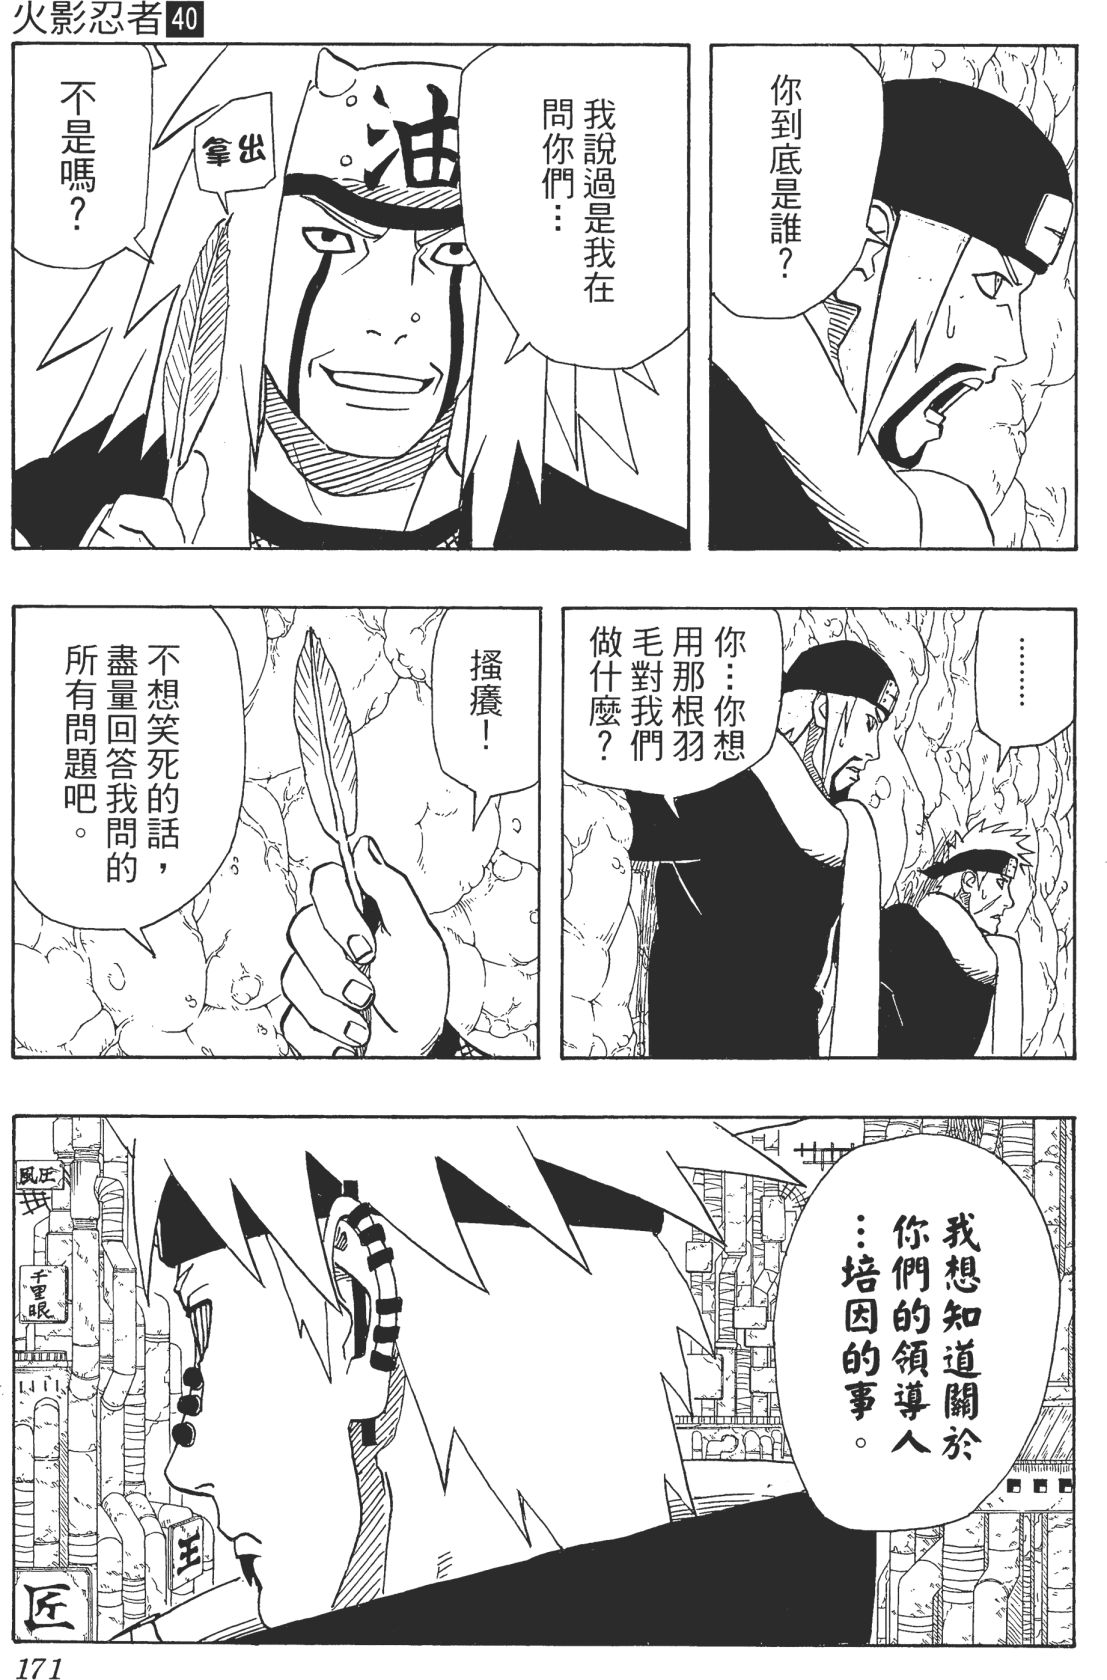 火影忍者40
你到底是誰？
我說過是我在
問你們…
油
拿出
不是嗎？
………
你…你想
用那根羽
毛對我們
做什麼？
搔癢！
不想笑死的話，
盡量回答我問的
所有問題吧。
我想知道關於
你們的領導人
…培因的事。
風圧
千里眼
王
匠
171